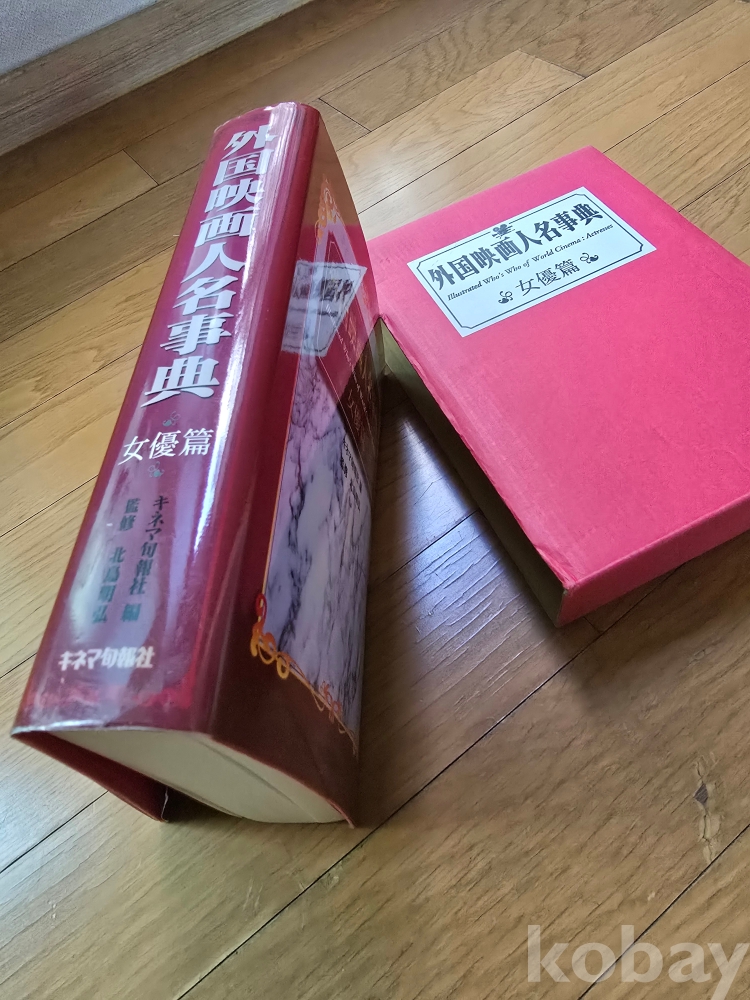 外国映画人名事典
女優篇
キネマ旬報社 編
監修 北島明弘
キネマ旬報社
外国映画人名事典
Illustrated Who's Who of World Cinema : Actresses
女優篇
kobay